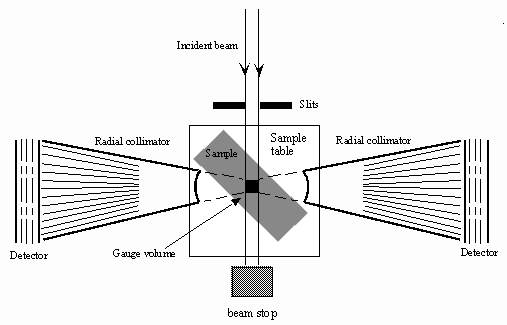 Incident beam
Slits
Radial collimator
Sample
Sample
table
Radial collimator
Detector
Gauge volume
Detector
beam stop